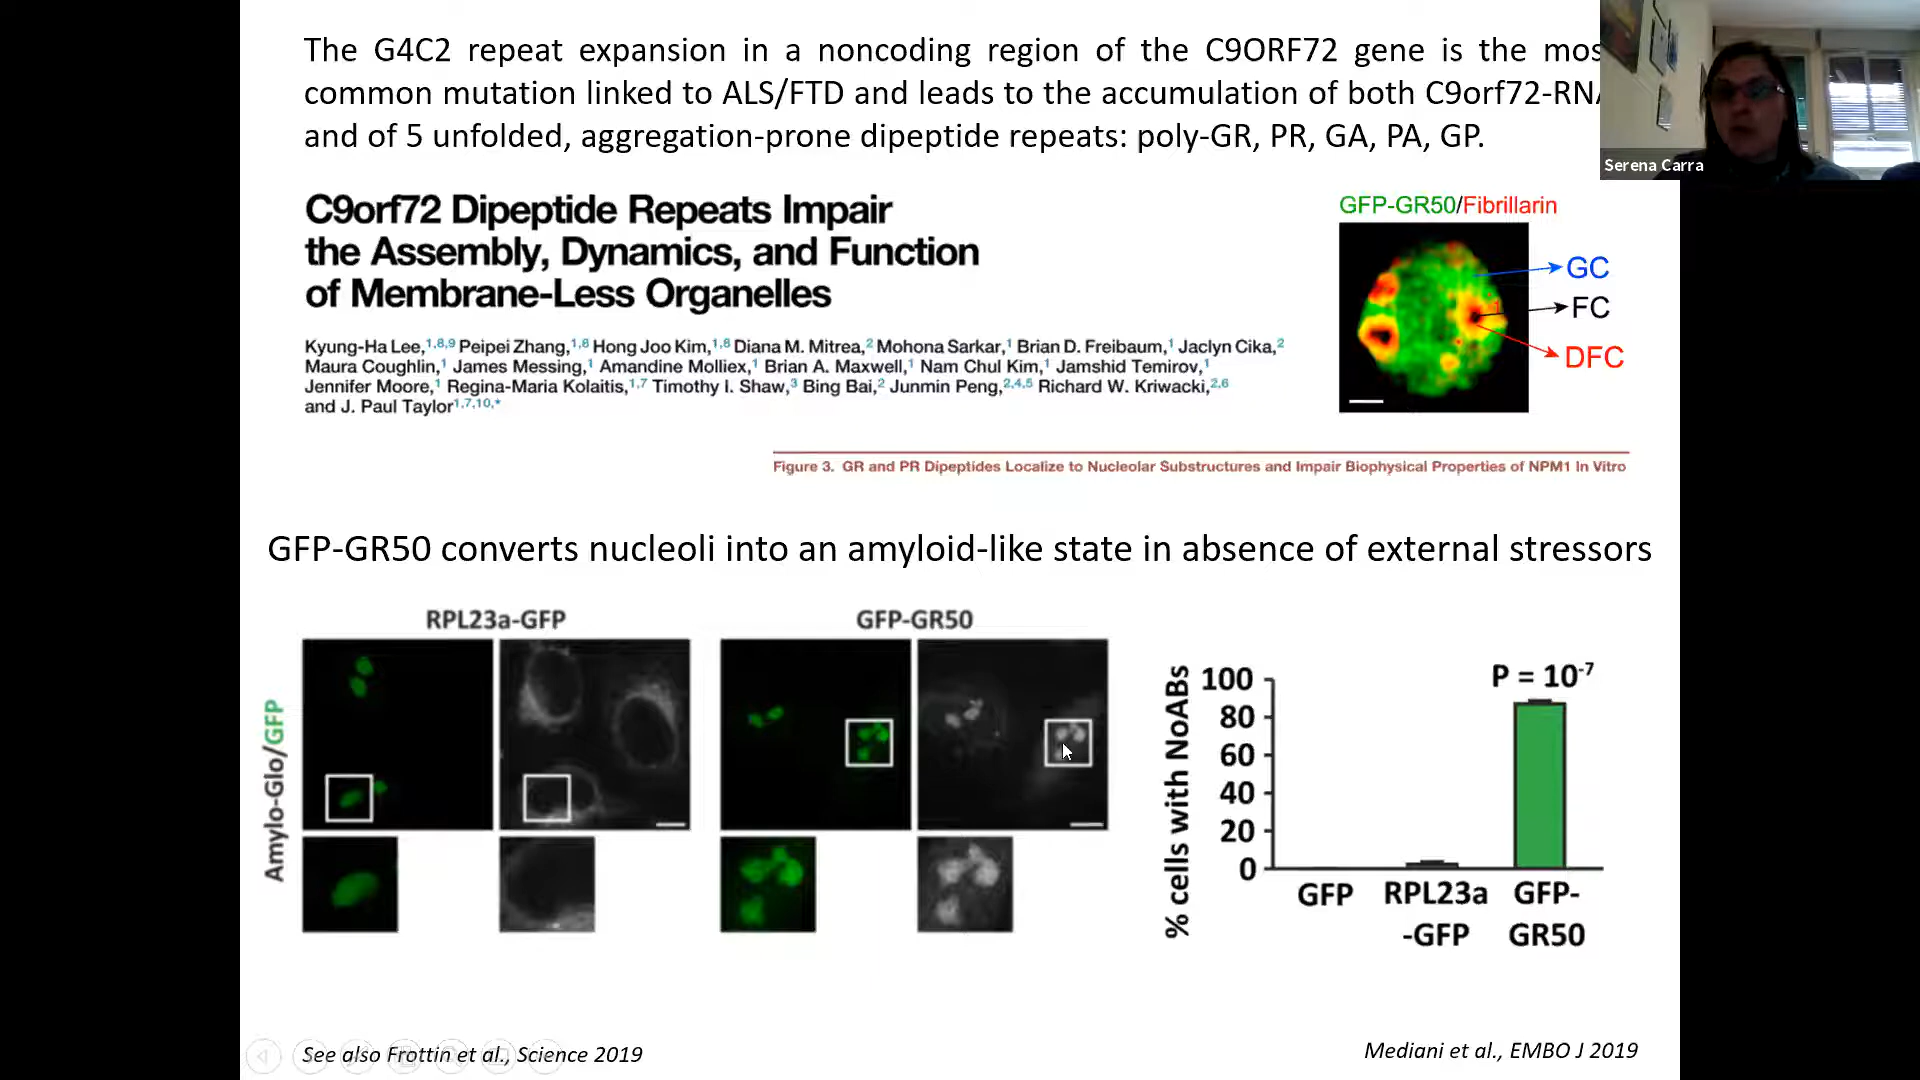 The G4C2 repeat expansion in a noncoding region of the C9ORF72 gene is the mos
common mutation linked to ALS/FTD and leads to the accumulation of both C9orf72-RNA
and of 5 unfolded, aggregation-prone dipeptide repeats: poly-GR, PR, GA, PA, GP.
Serena Carra
C9orf72 Dipeptide Repeats Impair
the Assembly, Dynamics, and Function
of Membrane-Less Organelles
Kyung-Ha Lee,1,8,9 Peipei Zhang,1,8 Hong Joo Kim,1,8 Diana M. Mitrea,2 Mohona Sarkar,1 Brian D. Freibaum,1 Jaclyn Cika,2
Maura Coughlin,1 James Messing,1 Amandine Molliex,1 Brian A. Maxwell,1 Nam Chul Kim,1 Jamshid Temirov,1
Jennifer Moore,1 Regina-Maria Kolaitis,1,7 Timothy I. Shaw,3 Bing Bai,2 Junmin Peng,2,4,5 Richard W. Kriwacki,2,6
and J. Paul Taylor1,7,10,*
GFP-GR50/Fibrillarin
GC
FC
DFC
Figure 3. GR and PR Dipeptides Localize to Nucleolar Substructures and Impair Biophysical Properties of NPM1 In Vitro
GFP-GR50 converts nucleoli into an amyloid-like state in absence of external stressors
RPL23a-GFP
GFP-GR50
Amylo-Glo/GFP
% cells with NoABs
P = 10-7
100
80
60
40
20
0
GFP
RPL23a
-GFP
GFP-
GR50
See also Frottin et al., Science 2019
Mediani et al., EMBO J 2019